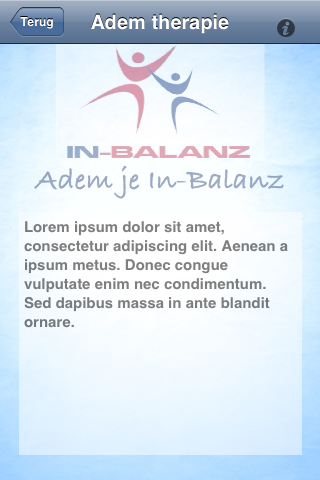 Terug
Adem therapie
i
IN-BALANZ
Adem je In-Balanz
Lorem ipsum dolor sit amet,
consectetur adipiscing elit. Aenean a
ipsum metus. Donec congue
vulputate enim nec condimentum.
Sed dapibus massa in ante blandit
ornare.